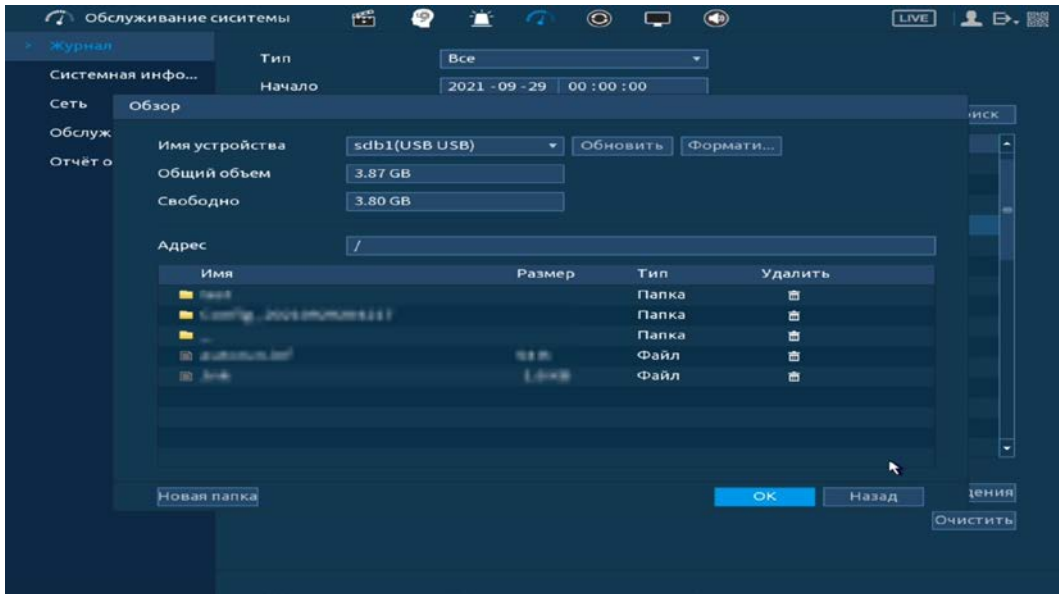 Обслуживание сиситемы LIVE
Журнал
Тип Все
Системная инфо...
Начало 2021 -09 -29 00 :00 :00
Сеть
Обзор
иск
Обслуж
Имя устройства sdb1(USB USB) Обновить Формати...
Отчёт о
Общий объем 3.87 GB
Свободно 3.80 GB
Адрес /
Имя Размер Тип Удалить
Папка
Папка
Папка
Файл
Файл
Новая папка OK Назад
дения
Очистить